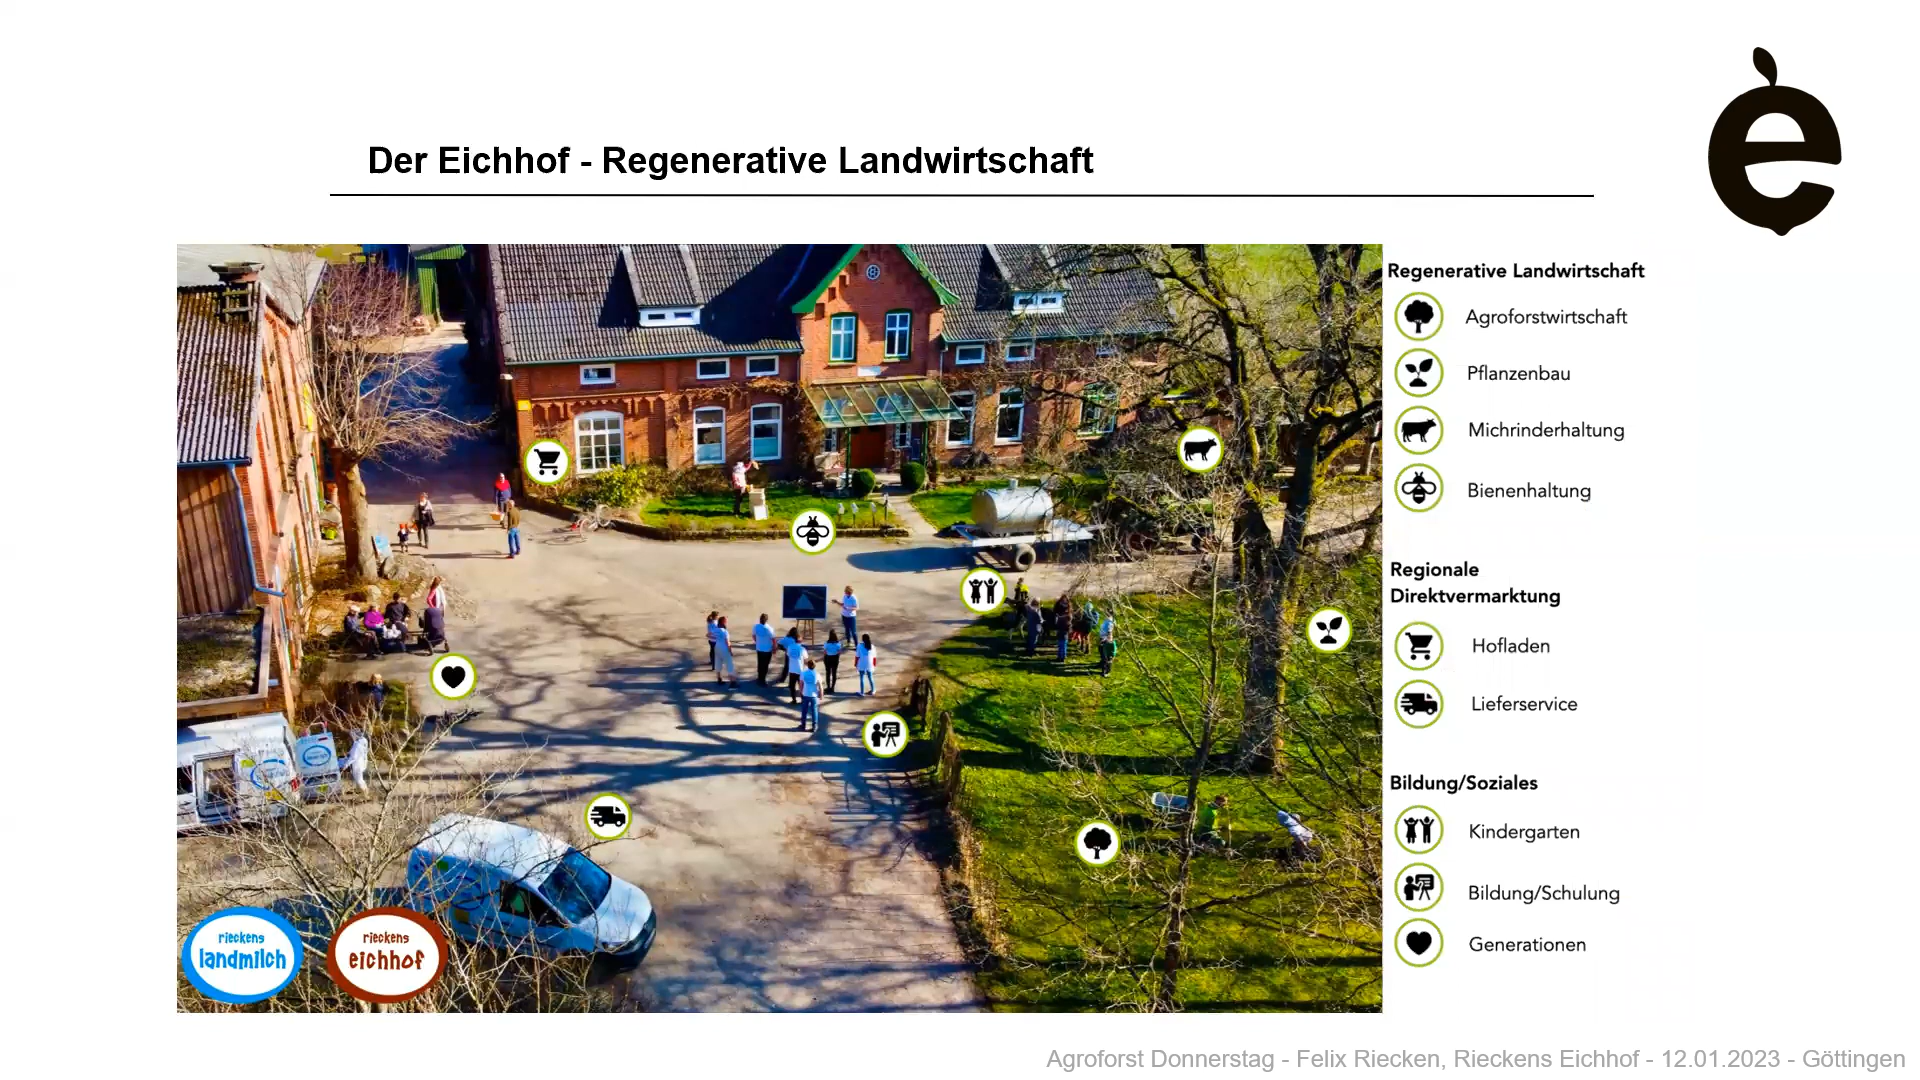 Der Eichhof - Regenerative Landwirtschaft
Regenerative Landwirtschaft
Agroforstwirtschaft
Pflanzenbau
Michrinderhaltung
Bienenhaltung
Regionale
Direktvermarktung
Hofladen
Lieferservice
Bildung/Soziales
Kindergarten
Bildung/Schulung
Generationen
rieckens
landmilch
rieckens
eichhof
Agroforst Donnerstag - Felix Riecken, Rieckens Eichhof - 12.01.2023 - Göttingen